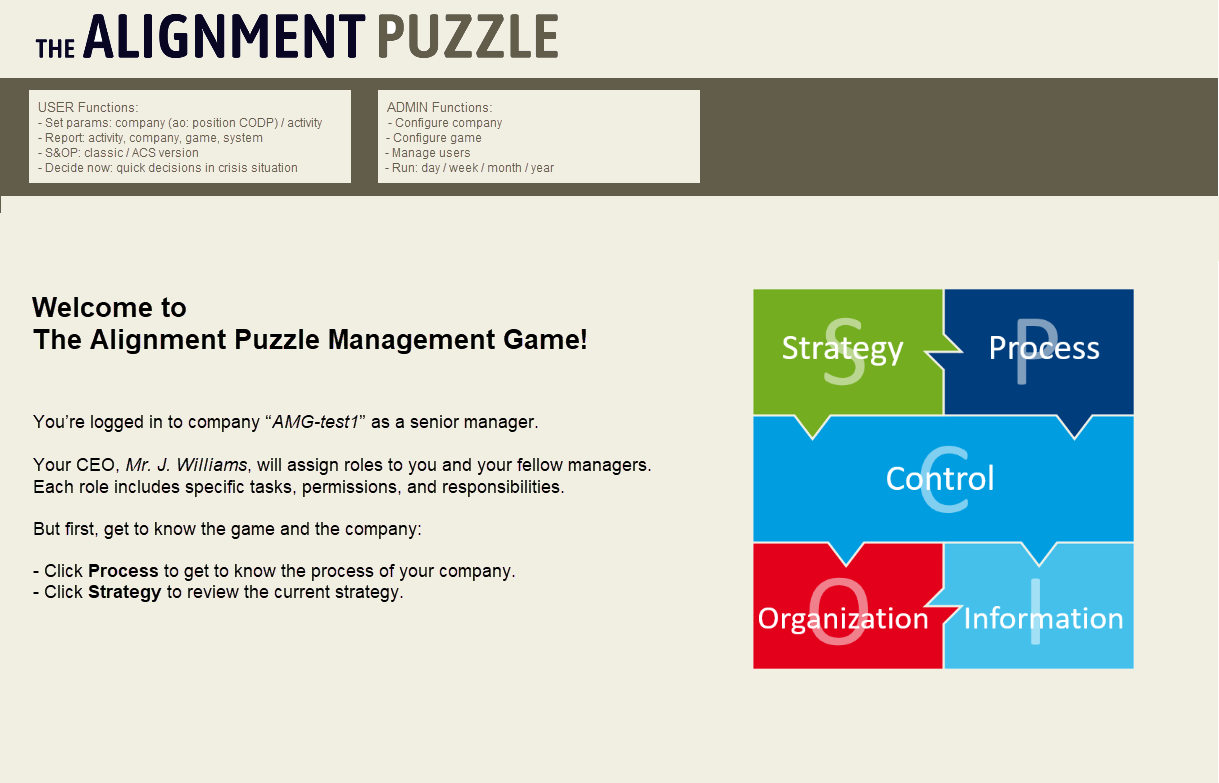 THE ALIGNMENT PUZZLE
USER Functions:
- Set params: company (ao: position CODP) / activity
- Report: activity, company, game, system
- S&OP: classic / ACS version
- Decide now: quick decisions in crisis situation
ADMIN Functions:
- Configure company
- Configure game
- Manage users
- Run: day / week / month / year
Welcome to
The Alignment Puzzle Management Game!
You’re logged in to company “AMG-test1” as a senior manager.
Your CEO, Mr. J. Williams, will assign roles to you and your fellow managers.
Each role includes specific tasks, permissions, and responsibilities.
But first, get to know the game and the company:
- Click Process to get to know the process of your company.
- Click Strategy to review the current strategy.
S
Strategy
P
Process
C
Control
O
Organization
I
Information